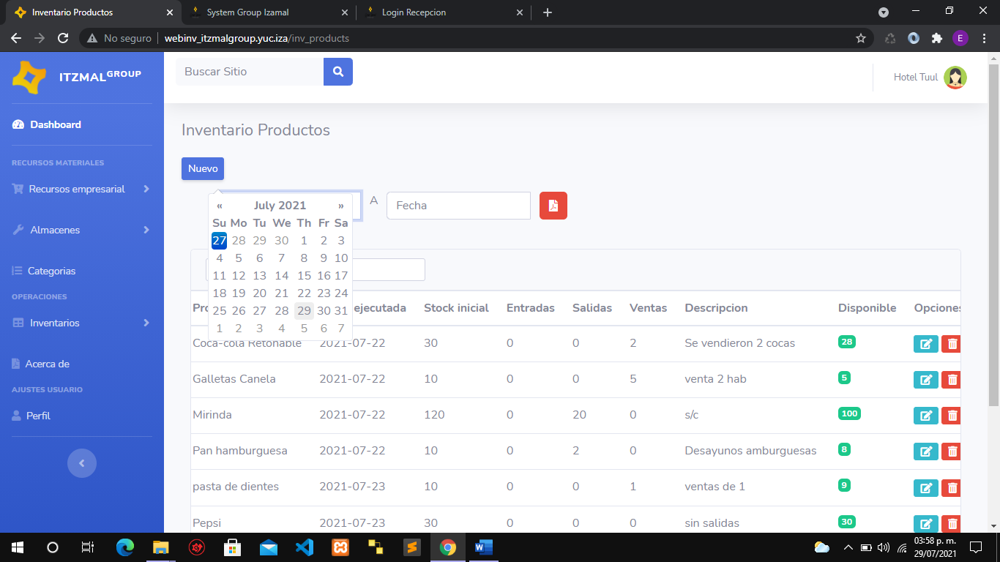 Inventario Productos
System Group Izamal
Login Recepcion
No seguro
webinv_itzmalgroup.yuc.iza/inv_products
E
ITZMALGROUP
Buscar Sitio
Hotel Tuul
Dashboard
RECURSOS MATERIALES
Recursos empresarial
Almacenes
Categorias
OPERACIONES
Inventarios
Acerca de
AJUSTES USUARIO
Perfil
Inventario Productos
Nuevo
A
Fecha
« July 2021 »
Su Mo Tu We Th Fr Sa
27 28 29 30 1 2 3
4 5 6 7 8 9 10
11 12 13 14 15 16 17
18 19 20 21 22 23 24
25 26 27 28 29 30 31
1 2 3 4 5 6 7
ejecutada Stock inicial Entradas Salidas Ventas Descripcion Disponible Opciones
Coca-cola Retonable 2021-07-22 30 0 0 2 Se vendieron 2 cocas 28
Galletas Canela 2021-07-22 10 0 0 5 venta 2 hab 5
Mirinda 2021-07-22 120 0 20 0 s/c 100
Pan hamburguesa 2021-07-22 10 0 2 0 Desayunos amburguesas 8
pasta de dientes 2021-07-23 10 0 0 1 ventas de 1 9
Pepsi 2021-07-23 30 0 0 0 sin salidas 30
03:58 p. m.
29/07/2021